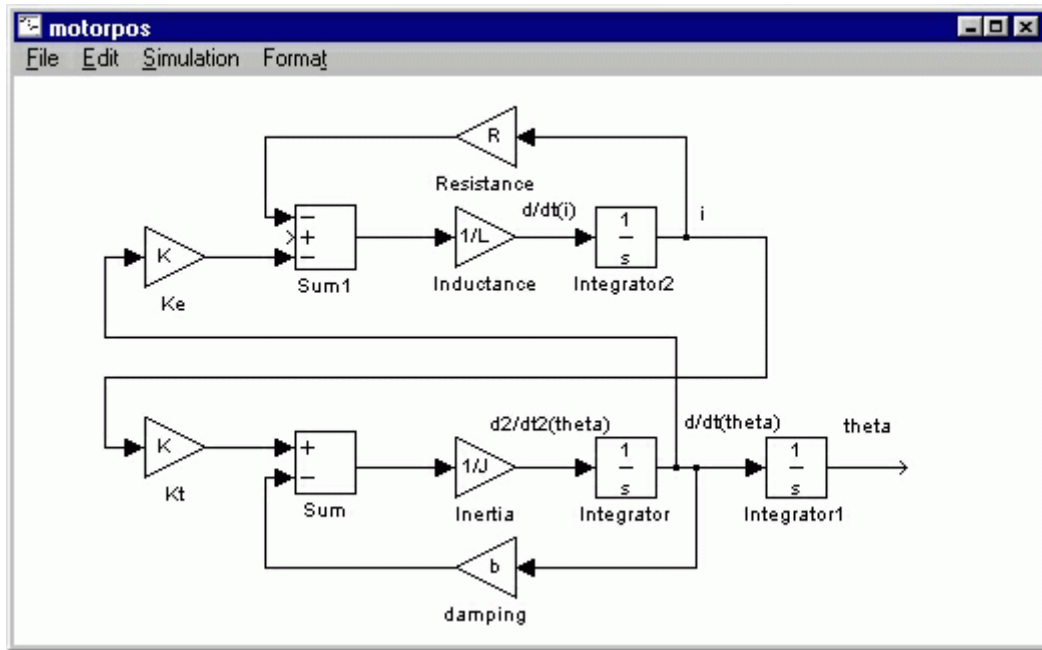 motorpos
File Edit Simulation Format
R
Resistance
d/dt(i)
i
−
+
−
K
Ke
Sum1
1/L
Inductance
1
s
Integrator2
K
Kt
+
−
Sum
d2/dt2(theta)
1/J
Inertia
1
s
Integrator
d/dt(theta)
1
s
Integrator1
theta
b
damping